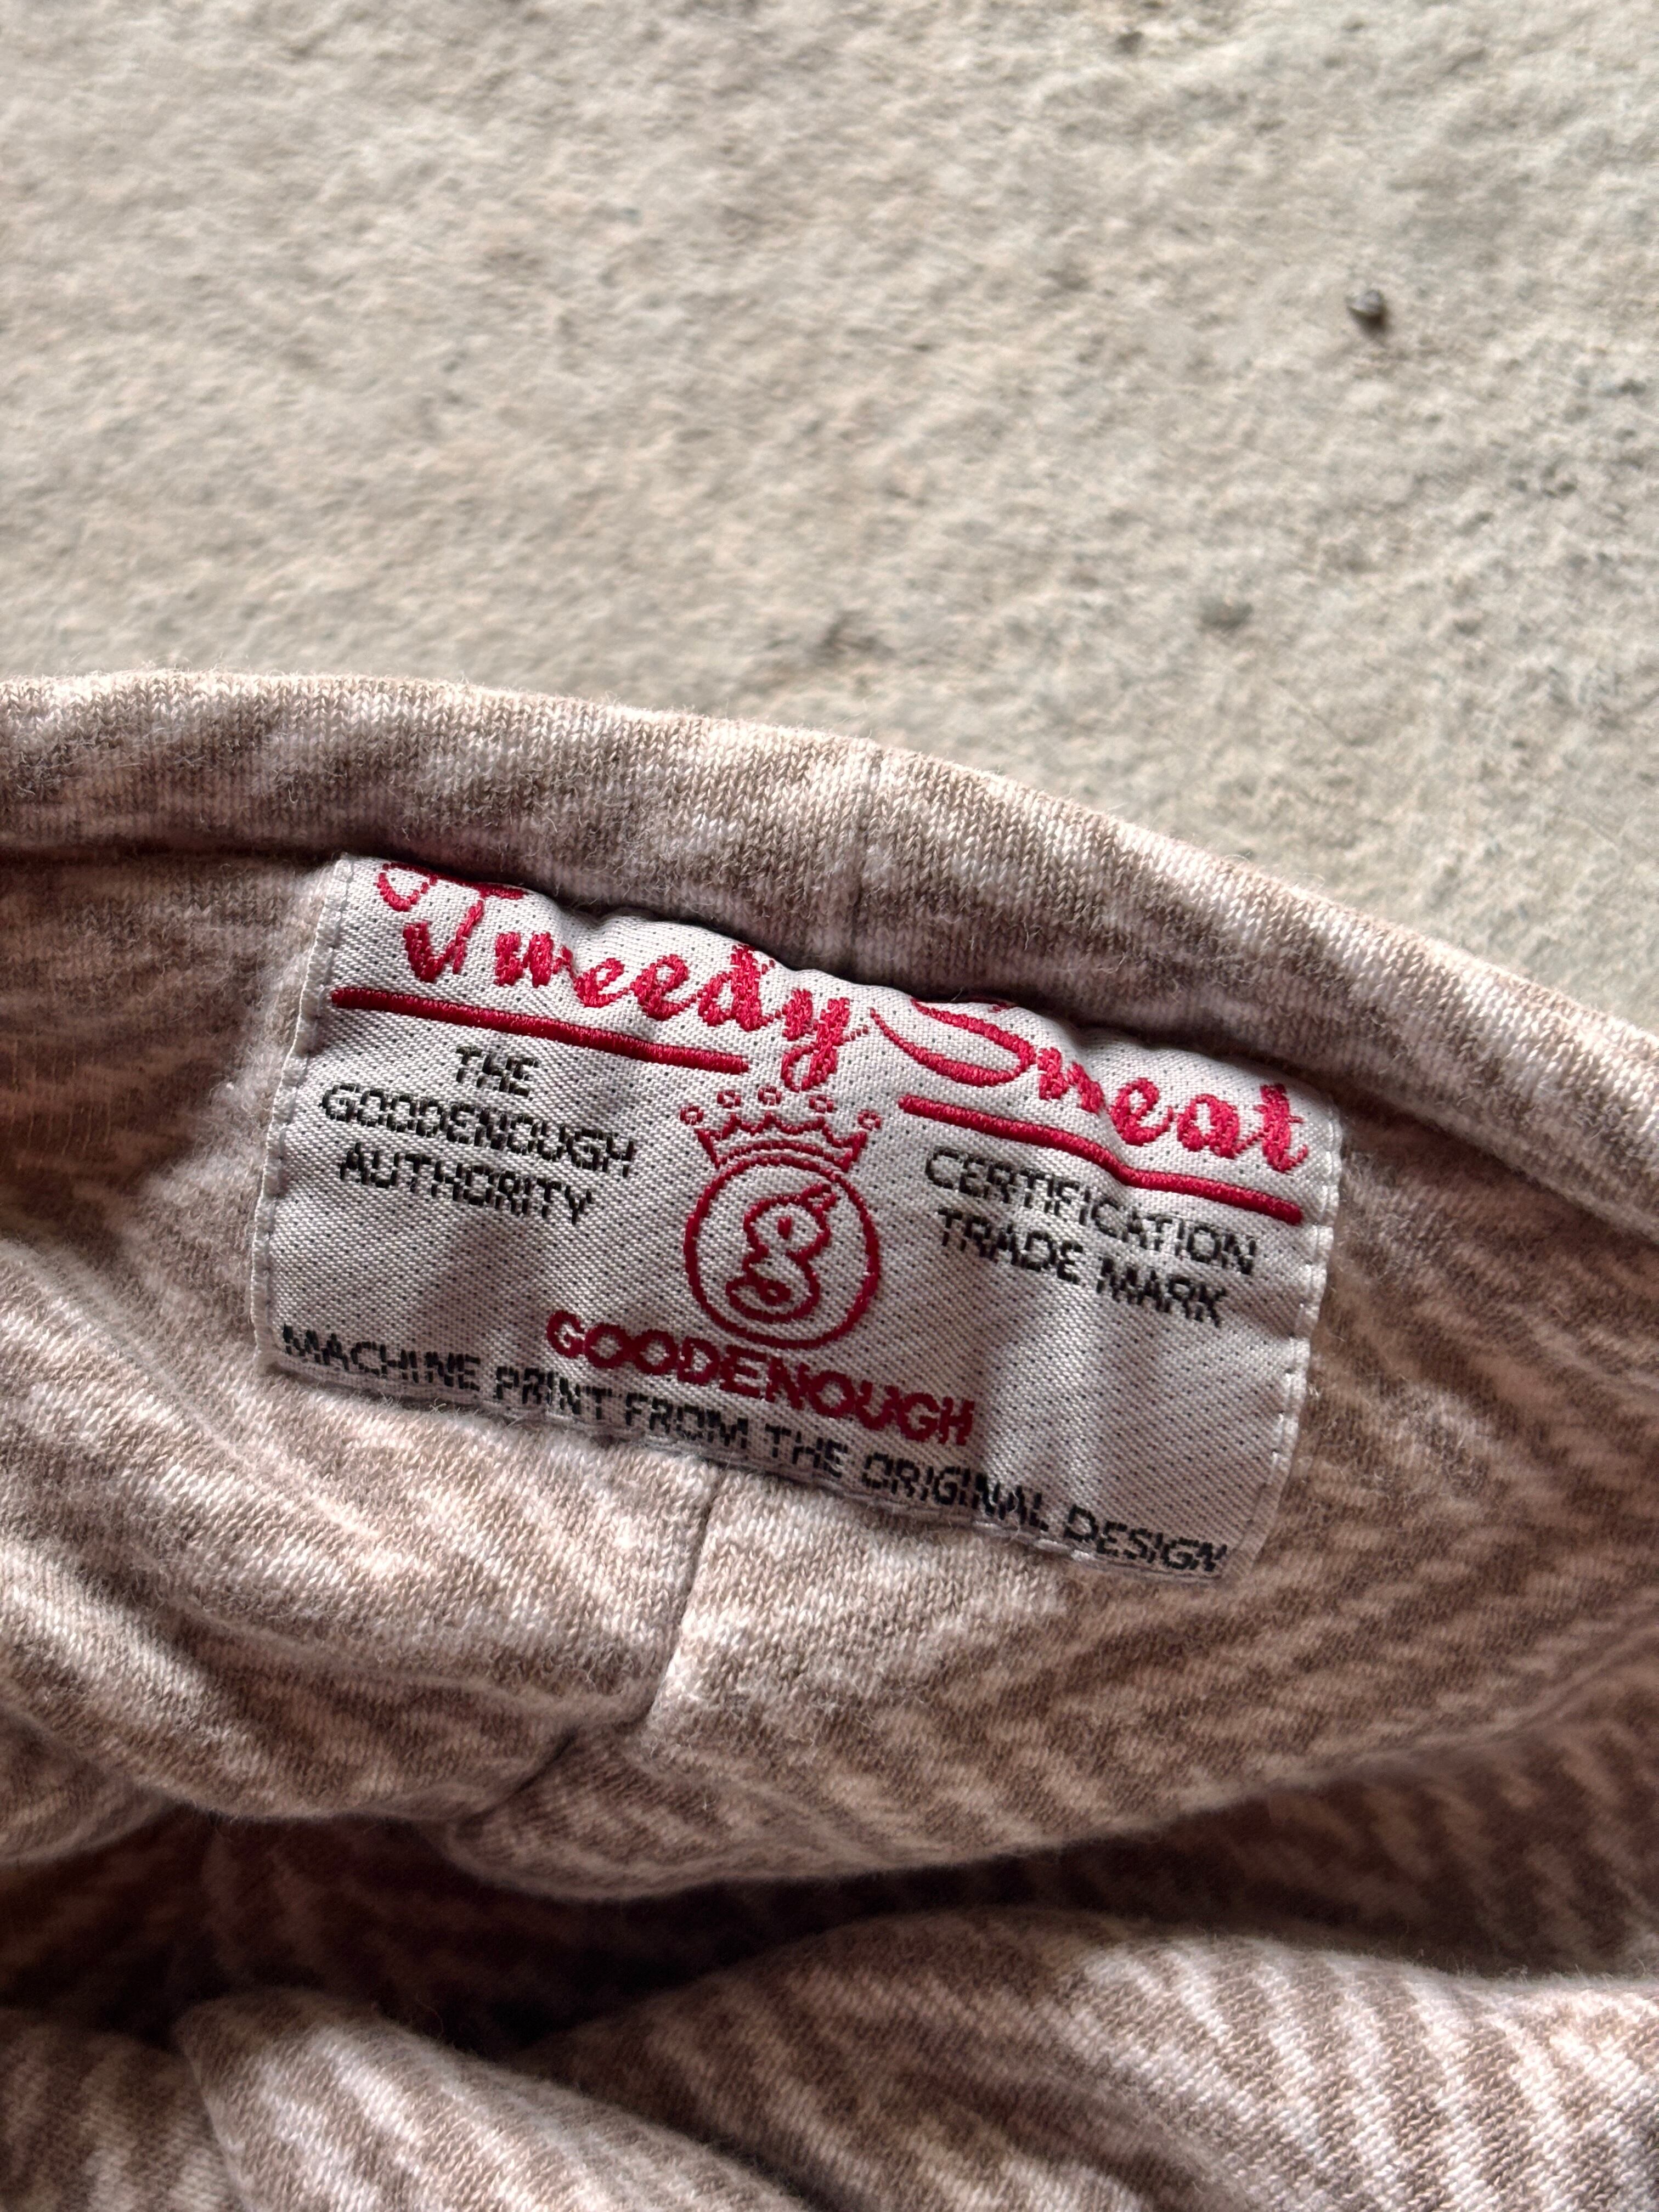 Tweedy Sweat
THE
GOODENOUGH
AUTHORITY
CERTIFICATION
TRADE MARK
g
GOODENOUGH
MACHINE PRINT FROM THE ORIGINAL DESIGN